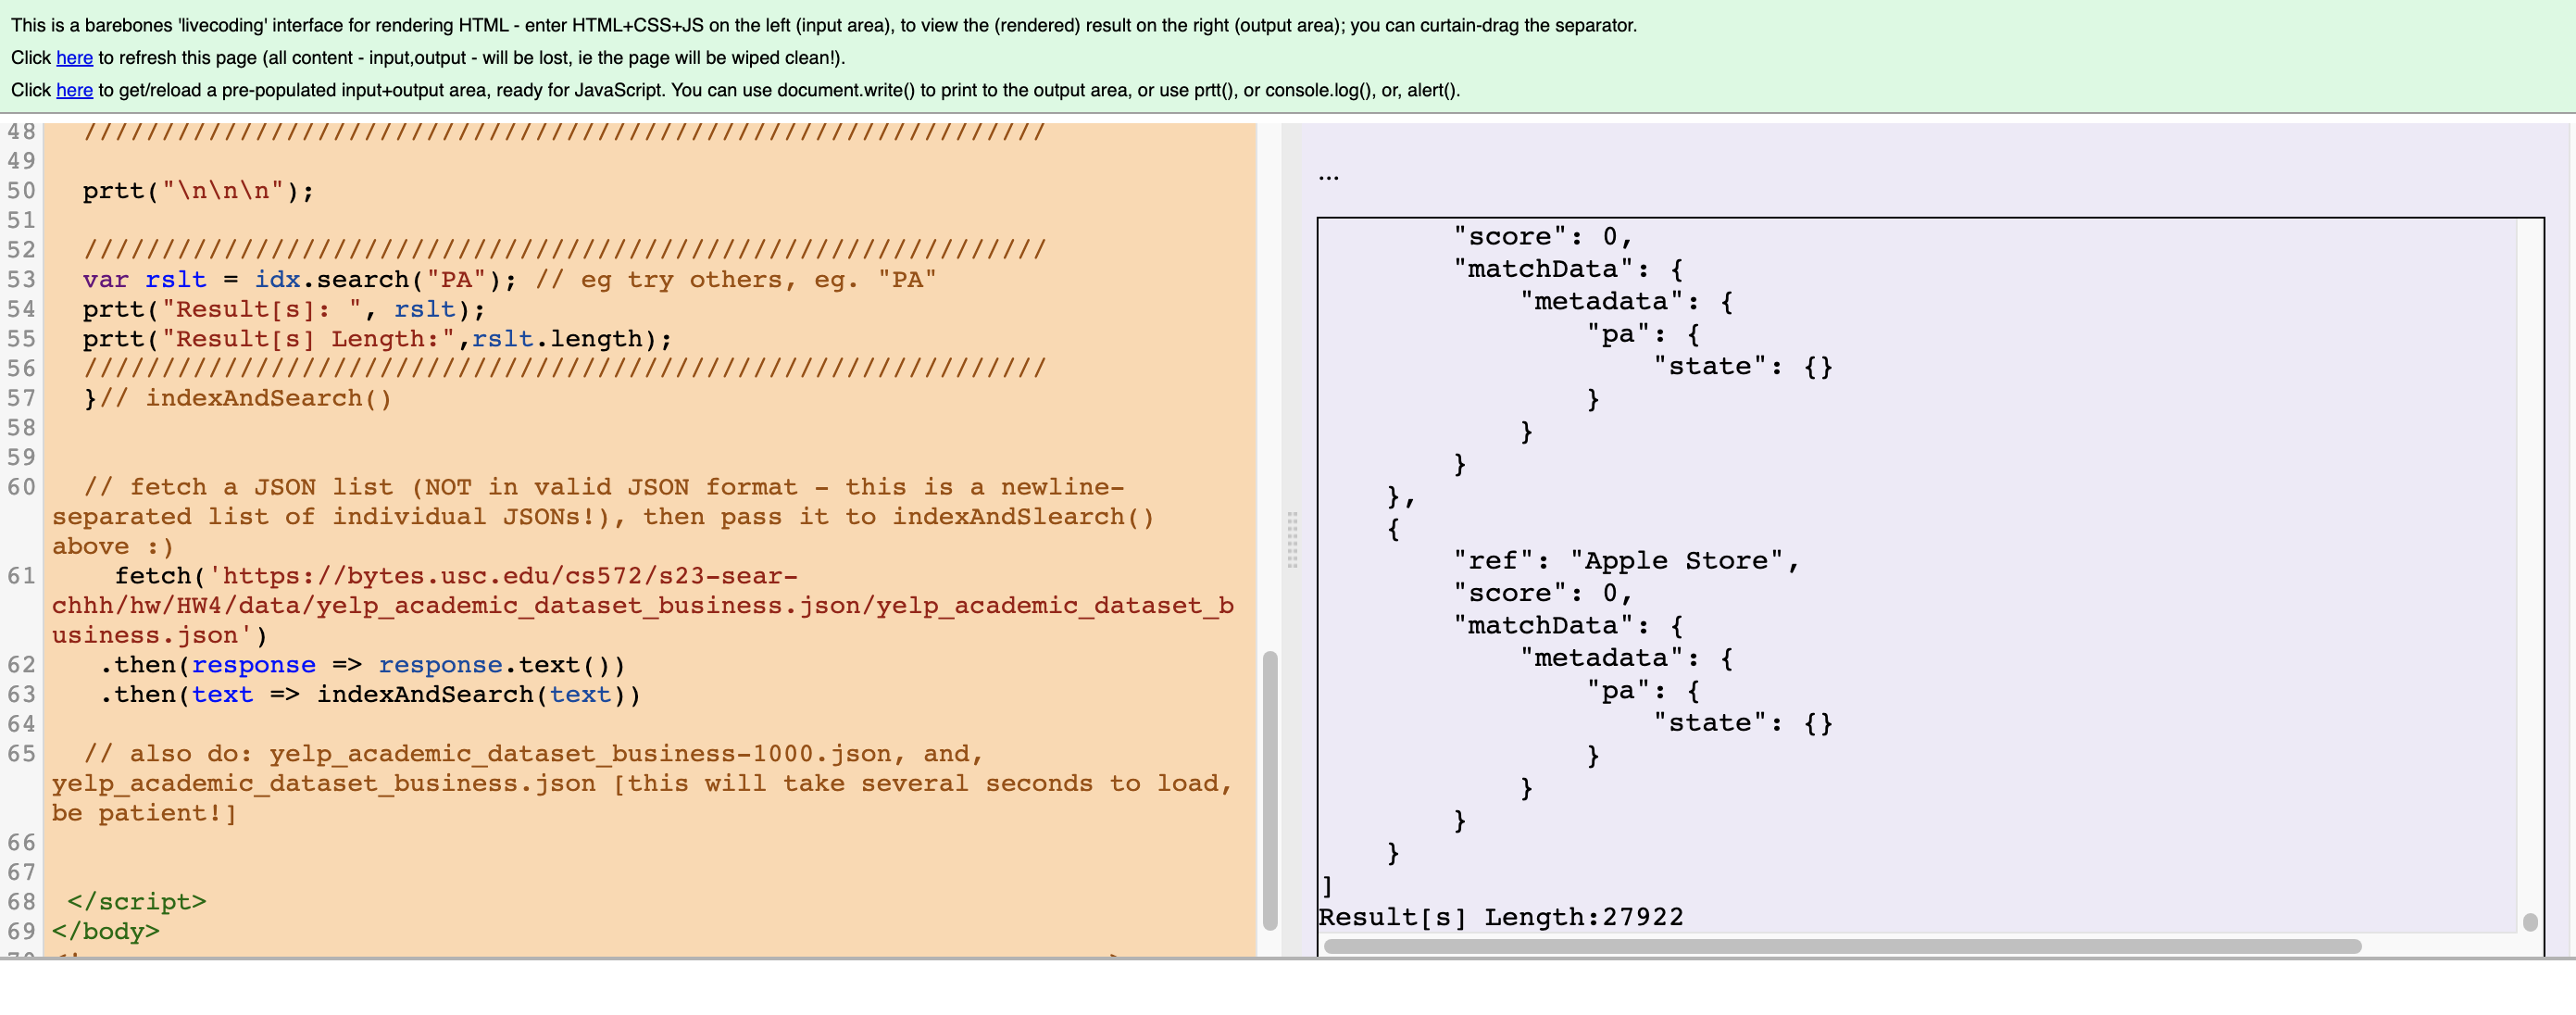 This is a barebones 'livecoding' interface for rendering HTML - enter HTML+CSS+JS on the left (input area), to view the (rendered) result on the right (output area); you can curtain-drag the separator.
Click here to refresh this page (all content - input,output - will be lost, ie the page will be wiped clean!).
Click here to get/reload a pre-populated input+output area, ready for JavaScript. You can use document.write() to print to the output area, or use prtt(), or console.log(), or, alert().
48 //////////////////////////////////////////////////////////////
49
50 prtt("\n\n\n");
51
52 //////////////////////////////////////////////////////////////
53 var rslt = idx.search("PA"); // eg try others, eg. "PA"
54 prtt("Result[s]: ", rslt);
55 prtt("Result[s] Length:",rslt.length);
56 //////////////////////////////////////////////////////////////
57 }// indexAndSearch()
58
59
60 // fetch a JSON list (NOT in valid JSON format - this is a newline-
separated list of individual JSONs!), then pass it to indexAndSlearch()
above :)
61 fetch('https://bytes.usc.edu/cs572/s23-sear-
chhh/hw/HW4/data/yelp_academic_dataset_business.json/yelp_academic_dataset_b
usiness.json')
62 .then(response => response.text())
63 .then(text => indexAndSearch(text))
64
65 // also do: yelp_academic_dataset_business-1000.json, and,
yelp_academic_dataset_business.json [this will take several seconds to load,
be patient!]
66
67
68 </script>
69 </body>
...
"score": 0,
"matchData": {
"metadata": {
"pa": {
"state": {}
}
}
}
},
{
"ref": "Apple Store",
"score": 0,
"matchData": {
"metadata": {
"pa": {
"state": {}
}
}
}
}
]
Result[s] Length:27922